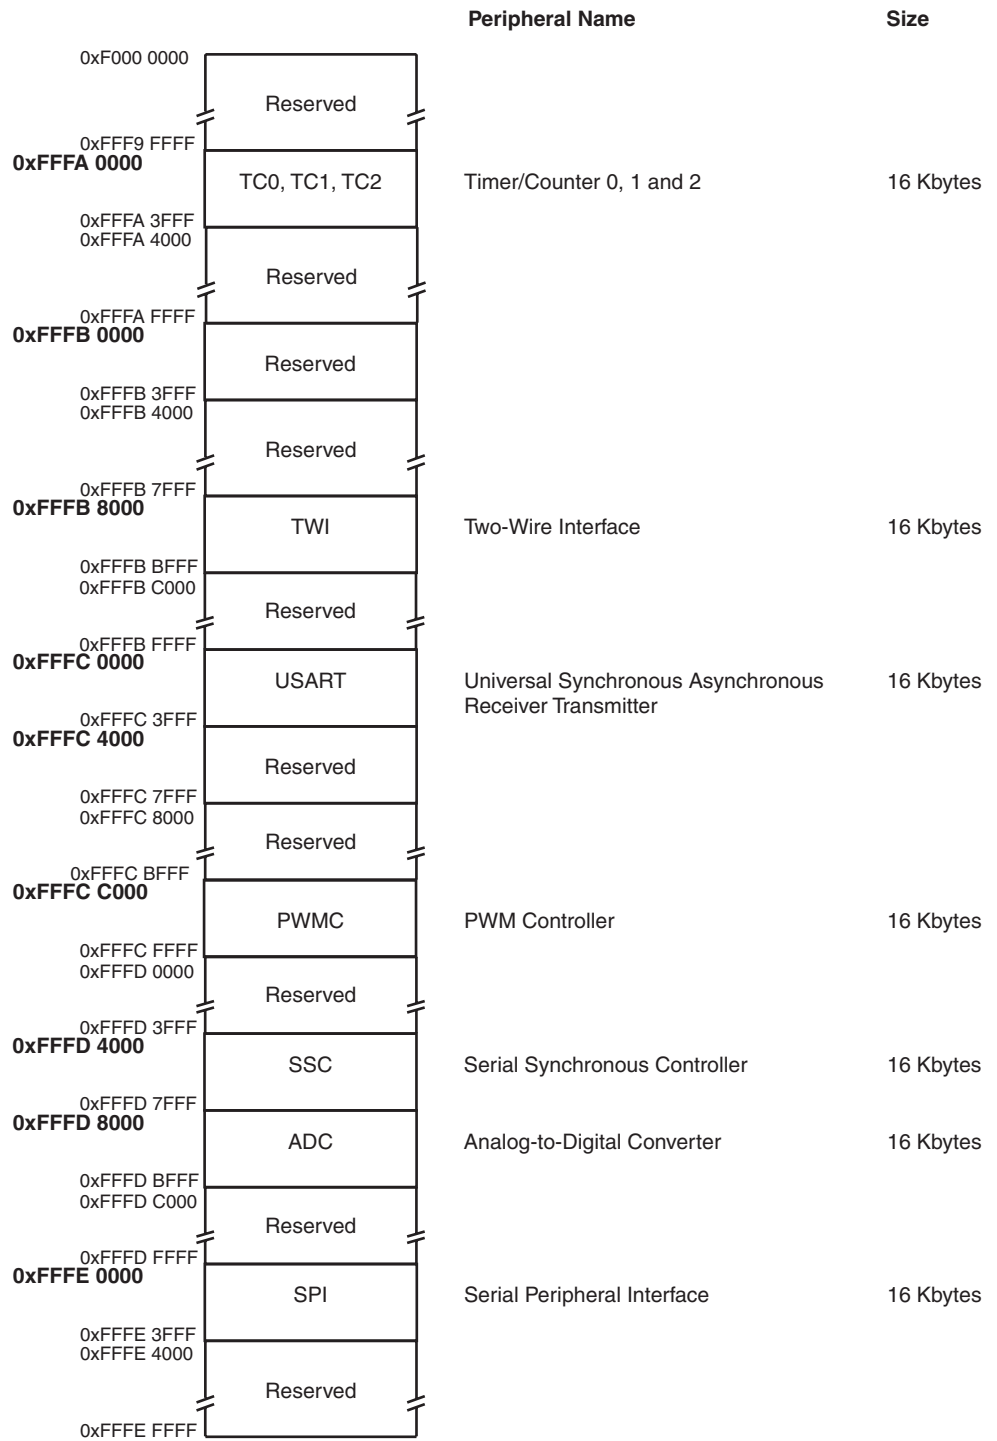 Peripheral Name Size
0xF000 0000
Reserved
0xFFF9 FFFF
0xFFFA 0000
TC0, TC1, TC2 Timer/Counter 0, 1 and 2 16 Kbytes
0xFFFA 3FFF
0xFFFA 4000
Reserved
0xFFFA FFFF
0xFFFB 0000
Reserved
0xFFFB 3FFF
0xFFFB 4000
Reserved
0xFFFB 7FFF
0xFFFB 8000
TWI Two-Wire Interface 16 Kbytes
0xFFFB BFFF
0xFFFB C000
Reserved
0xFFFB FFFF
0xFFFC 0000
USART Universal Synchronous Asynchronous 16 Kbytes
Receiver Transmitter
0xFFFC 3FFF
0xFFFC 4000
Reserved
0xFFFC 7FFF
0xFFFC 8000
Reserved
0xFFFC BFFF
0xFFFC C000
PWMC PWM Controller 16 Kbytes
0xFFFC FFFF
0xFFFD 0000
Reserved
0xFFFD 3FFF
0xFFFD 4000
SSC Serial Synchronous Controller 16 Kbytes
0xFFFD 7FFF
0xFFFD 8000
ADC Analog-to-Digital Converter 16 Kbytes
0xFFFD BFFF
0xFFFD C000
Reserved
0xFFFD FFFF
0xFFFE 0000
SPI Serial Peripheral Interface 16 Kbytes
0xFFFE 3FFF
0xFFFE 4000
Reserved
0xFFFE FFFF